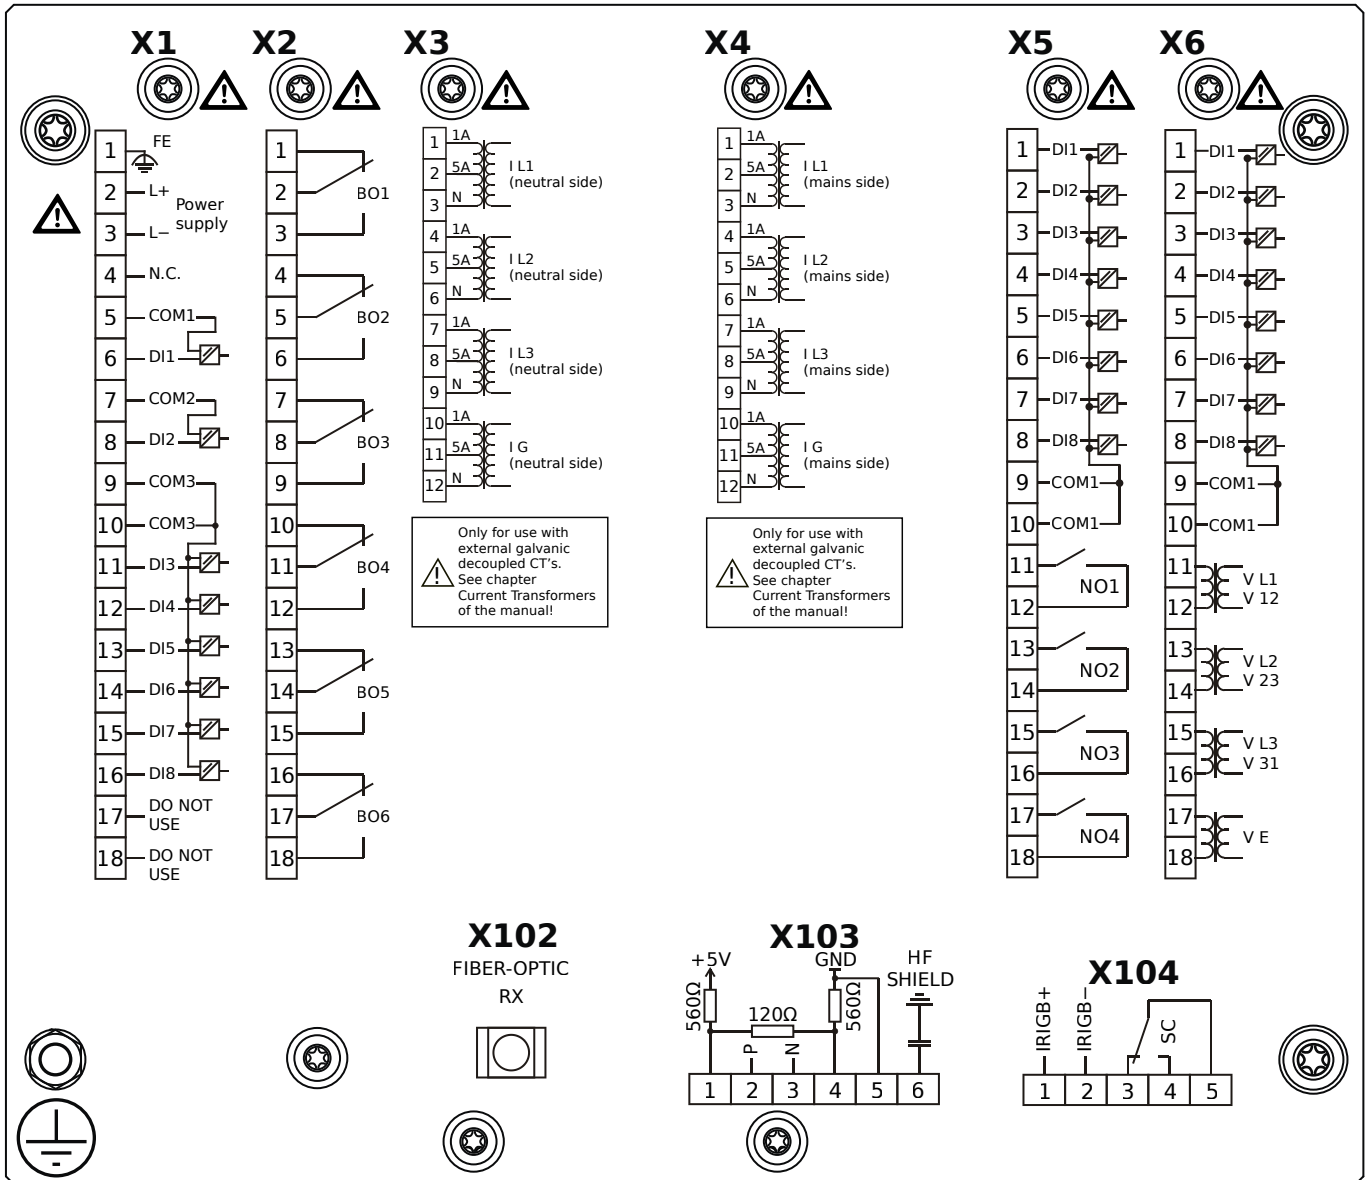 X1
1
FE
2
L+
Power
supply
3
L−
4
N.C.
5
COM1
6
DI1
7
COM2
8
DI2
9
COM3
10
COM3
11
DI3
12
DI4
13
DI5
14
DI6
15
DI7
16
DI8
17
DO NOT
USE
18
DO NOT
USE
X2
1
2
BO1
3
4
5
BO2
6
7
8
BO3
9
10
11
BO4
12
13
14
BO5
15
16
17
BO6
18
X3
1
1A
2
5A
I L1
(neutral side)
3
N
4
1A
5
5A
I L2
(neutral side)
6
N
7
1A
8
5A
I L3
(neutral side)
9
N
10
1A
11
5A
I G
(neutral side)
12
N
Only for use with
external galvanic
decoupled CT's.
See chapter
Current Transformers
of the manual!
X4
1
1A
2
5A
I L1
(mains side)
3
N
4
1A
5
5A
I L2
(mains side)
6
N
7
1A
8
5A
I L3
(mains side)
9
N
10
1A
11
5A
I G
(mains side)
12
N
Only for use with
external galvanic
decoupled CT's.
See chapter
Current Transformers
of the manual!
X5
1
DI1
2
DI2
3
DI3
4
DI4
5
DI5
6
DI6
7
DI7
8
DI8
9
COM1
10
COM1
11
NO1
12
13
NO2
14
15
NO3
16
17
NO4
18
X6
1
DI1
2
DI2
3
DI3
4
DI4
5
DI5
6
DI6
7
DI7
8
DI8
9
COM1
10
COM1
11
V L1
V 12
12
13
V L2
V 23
14
15
V L3
V 31
16
17
V E
18
X102
FIBER-OPTIC
RX
X103
+5V
GND
HF
SHIELD
560Ω
120Ω
560Ω
P
N
1 2 3 4 5 6
X104
IRIGB+
IRIGB−
SC
1 2 3 4 5